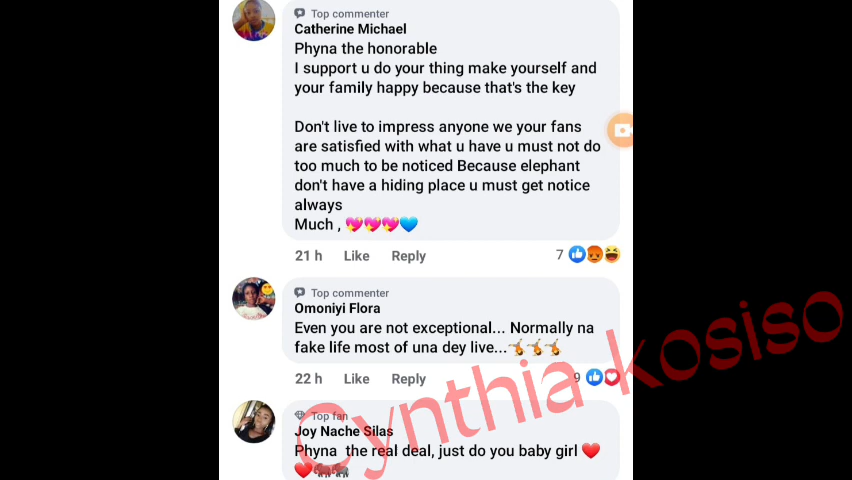 Top commenter
Catherine Michael
Phyna the honorable
I support u do your thing make yourself and
your family happy because that's the key
Don't live to impress anyone we your fans
are satisfied with what u have u must not do
too much to be noticed Because elephant
don't have a hiding place u must get notice
always
Much , 💖💖💖💙
21 h Like Reply 7
Top commenter
Omoniyi Flora
Even you are not exceptional... Normally na
fake life most of una dey live...
22 h Like Reply 9
Top fan
Joy Nache Silas
Phyna the real deal, just do you baby girl ❤️
❤️🦛🦛
Cynthia kosiso